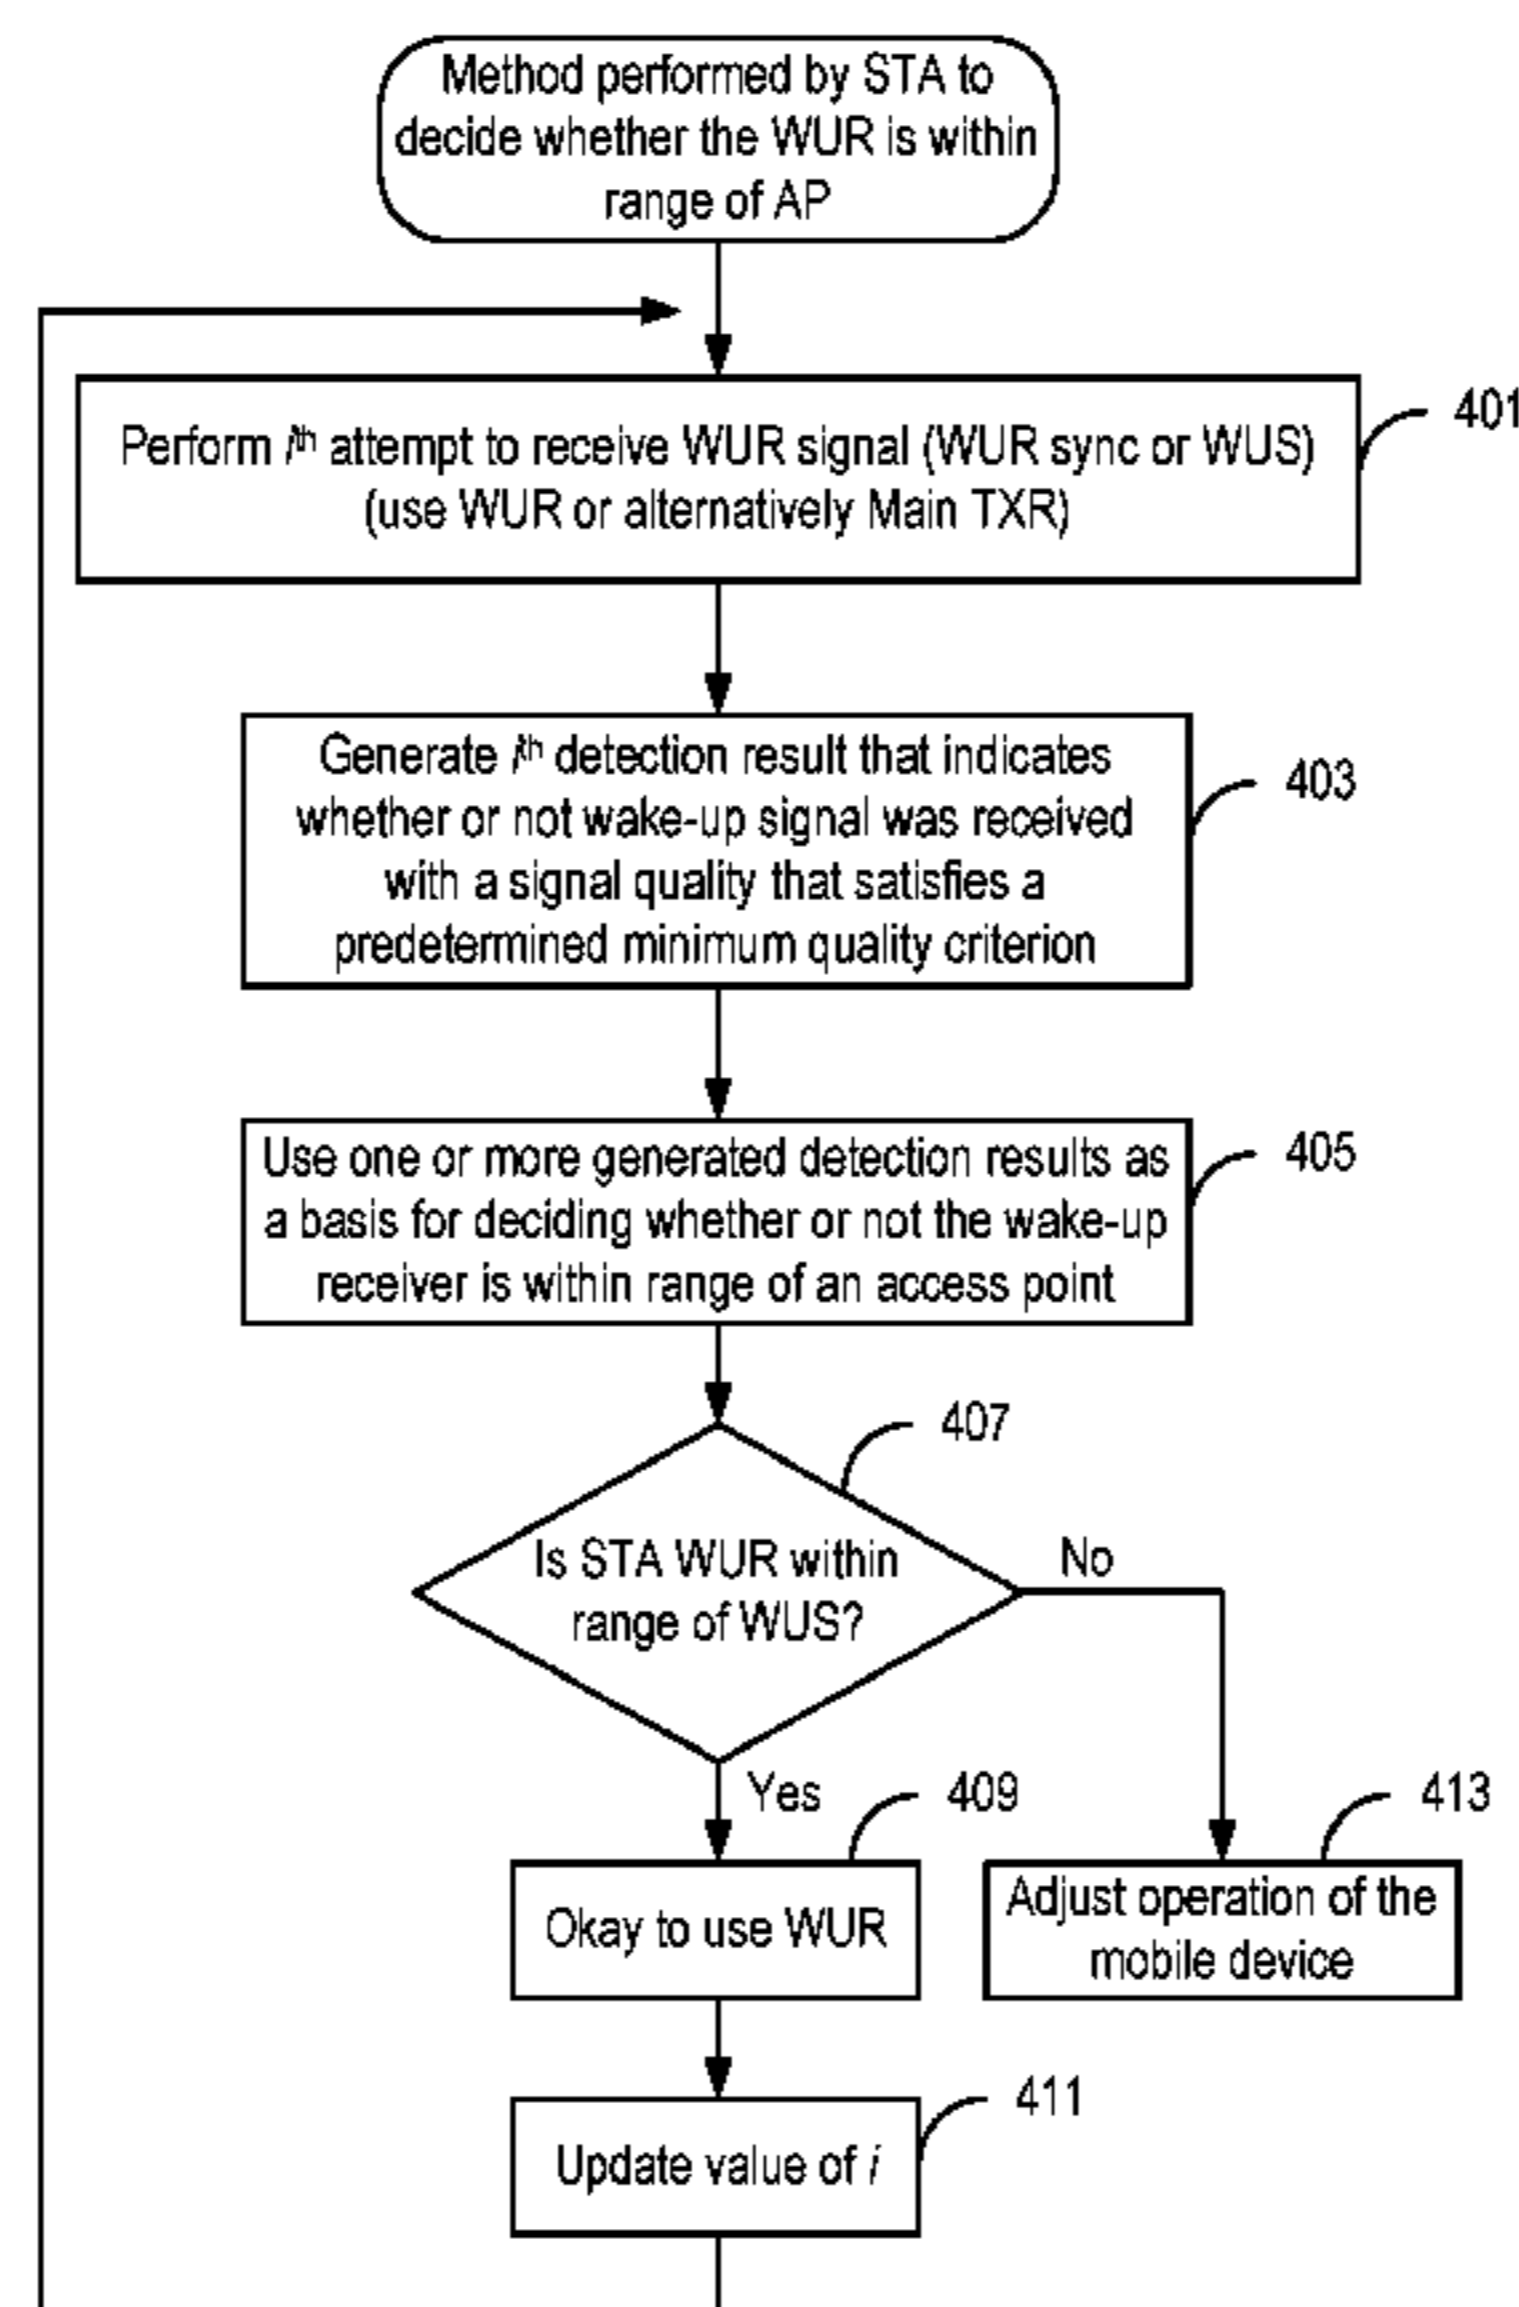 Method performed by STA to
decide whether the WUR is within
range of AP
Perform ith attempt to receive WUR signal (WUR sync or WUS)
(use WUR or alternatively Main TXR)
401
Generate ith detection result that indicates
whether or not wake-up signal was received
with a signal quality that satisfies a
predetermined minimum quality criterion
403
Use one or more generated detection results as
a basis for deciding whether or not the wake-up
receiver is within range of an access point
405
407
Is STA WUR within
range of WUS?
No
Yes
409
413
Okay to use WUR
Adjust operation of the
mobile device
411
Update value of i